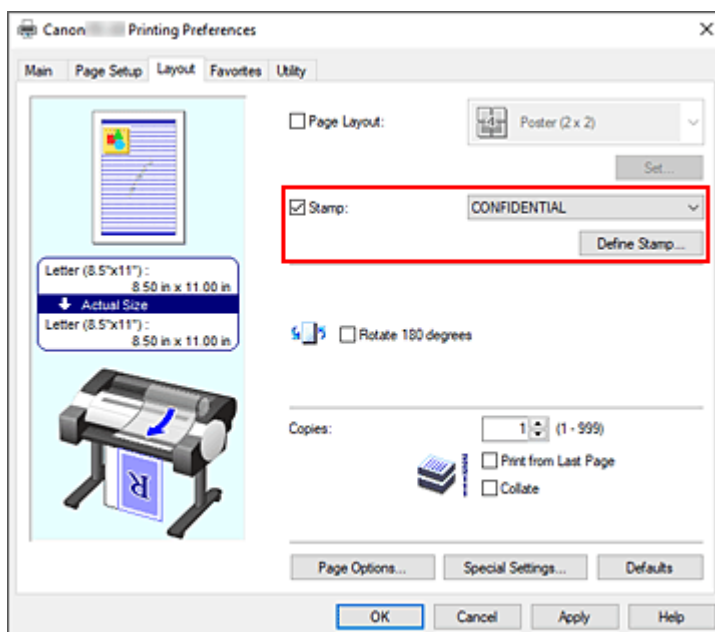 Canon Printing Preferences
Main Page Setup Layout Favorites Utility
Page Layout: Poster (2 x 2)
Set...
Stamp: CONFIDENTIAL
Define Stamp...
Letter (8.5"x11") :
8.50 in x 11.00 in
Actual Size
Letter (8.5"x11") :
8.50 in x 11.00 in
Rotate 180 degrees
Copies: 1 (1 - 999)
Print from Last Page
Collate
R
Page Options... Special Settings... Defaults
OK Cancel Apply Help